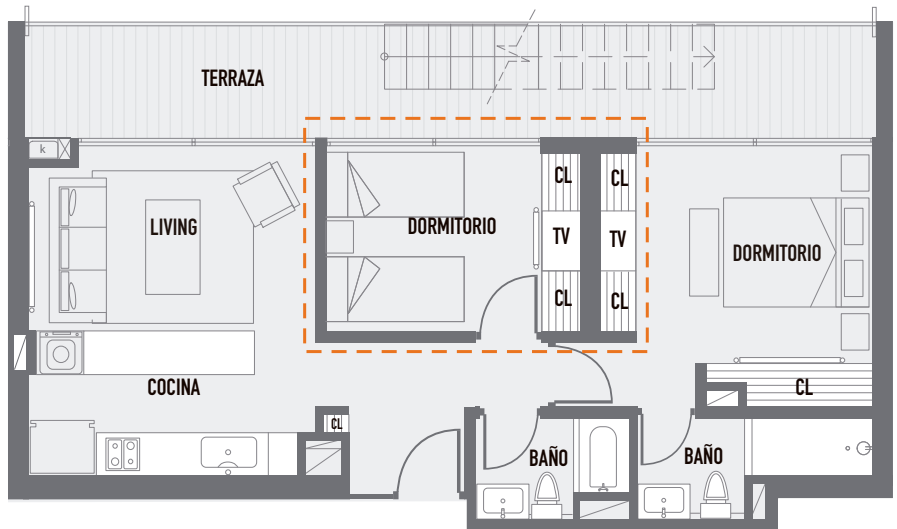 TERRAZA
k
CL
CL
LIVING
DORMITORIO
TV
TV
DORMITORIO
CL
CL
COCINA
CL
CL
BAÑO
BAÑO